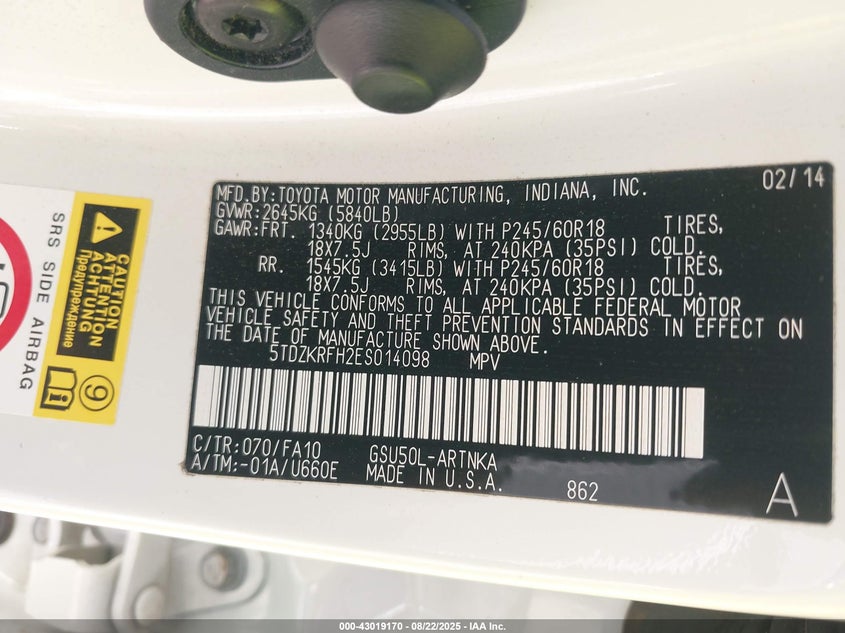 MFD.BY:TOYOTA MOTOR MANUFACTURING, INDIANA, INC. 02/14
GVWR:2645KG (5840LB)
GAWR:FRT. 1340KG (2955LB) WITH P245/60R18 TIRES,
18X7.5J RIMS, AT 240KPA (35PSI) COLD.
RR. 1545KG (3415LB) WITH P245/60R18 TIRES,
18X7.5J RIMS, AT 240KPA (35PSI) COLD.
THIS VEHICLE CONFORMS TO ALL APPLICABLE FEDERAL MOTOR
VEHICLE SAFETY AND THEFT PREVENTION STANDARDS IN EFFECT ON
THE DATE OF MANUFACTURE SHOWN ABOVE.
5TDZKRFH2ES014098 MPV
C/TR:070/FA10 GSU50L-ARTNKA
A/TM:-01A/U660E MADE IN U.S.A.
862 A
CAUTION
ATTENTION
ACHTUNG
Предупреждение
9
SRS SIDE AIRBAG
000-43019170 - 08/22/2025 - IAA Inc.